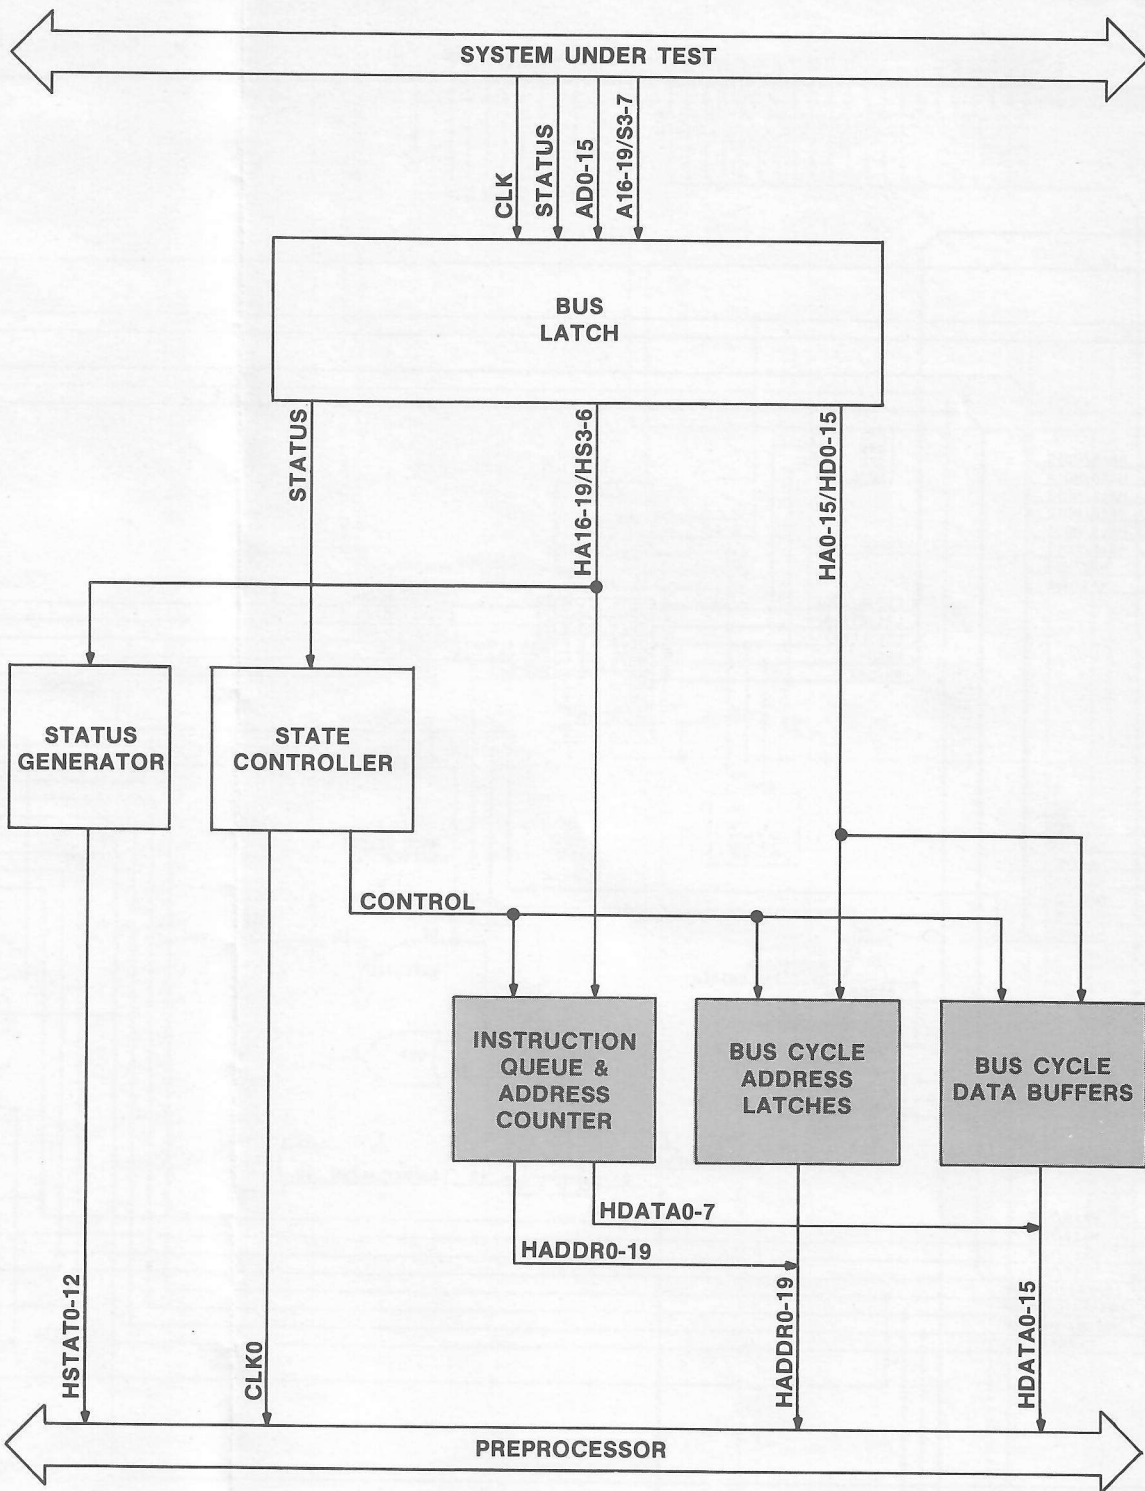 SYSTEM UNDER TEST
CLK
STATUS
AD0-15
A16-19/S3-7
BUS
LATCH
STATUS
HA16-19/HS3-6
HA0-15/HD0-15
STATUS
GENERATOR
STATE
CONTROLLER
CONTROL
INSTRUCTION
QUEUE &
ADDRESS
COUNTER
BUS CYCLE
ADDRESS
LATCHES
BUS CYCLE
DATA BUFFERS
HDATA0-7
HADDR0-19
HSTAT0-12
CLK0
HADDR0-19
HDATA0-15
PREPROCESSOR